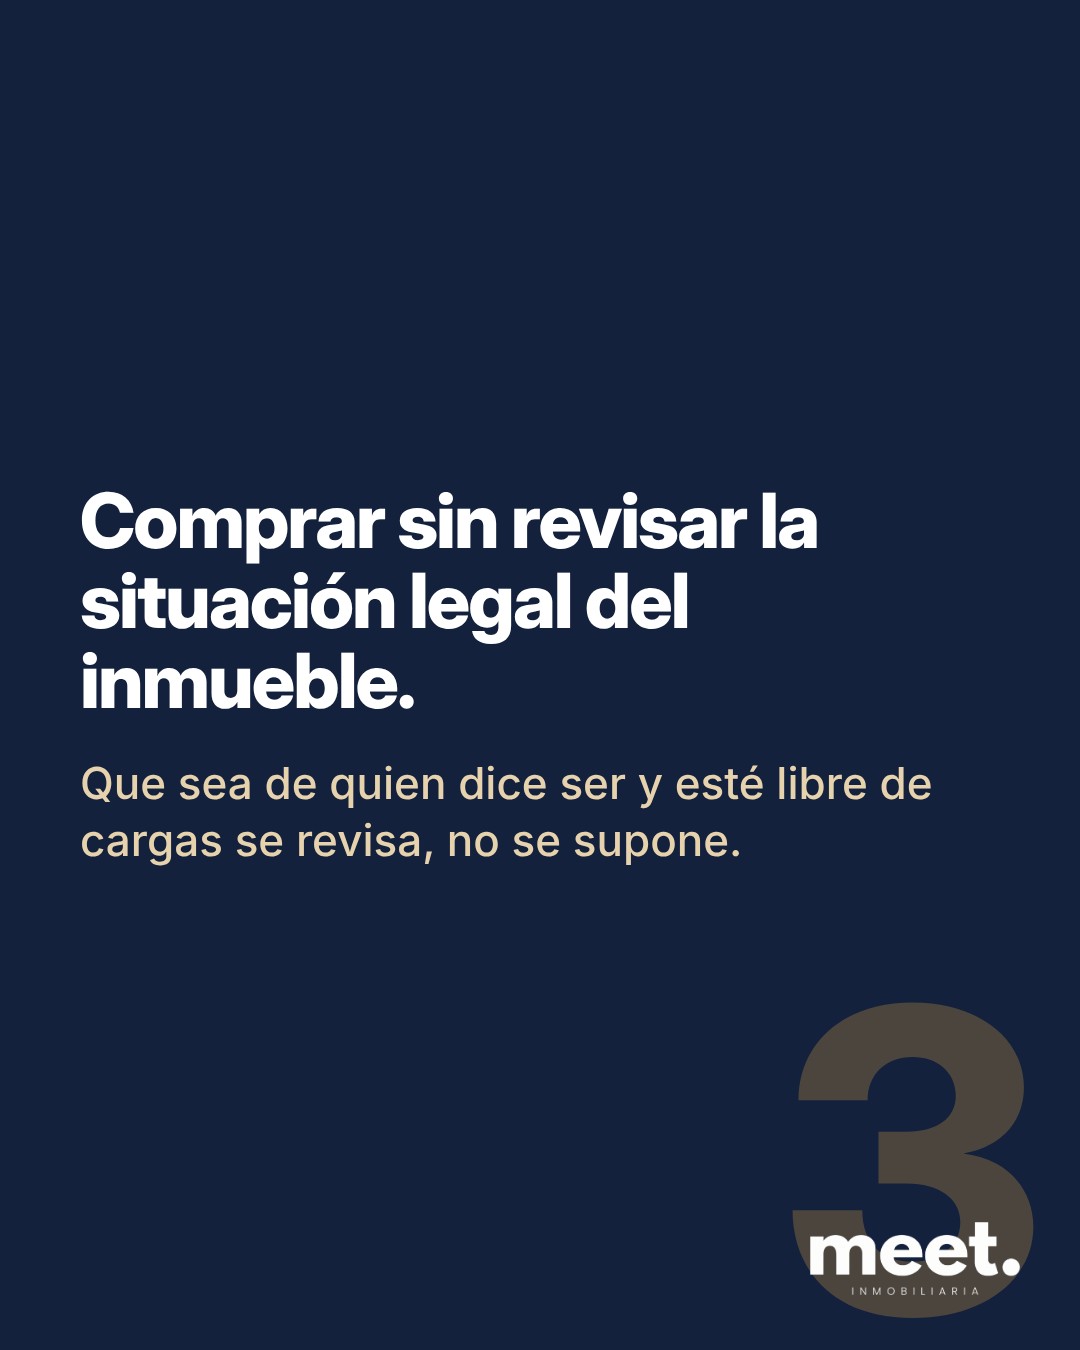 Comprar sin revisar la
situación legal del
inmueble.
Que sea de quien dice ser y esté libre de
cargas se revisa, no se supone.
3
meet.
INMOBILIARIA